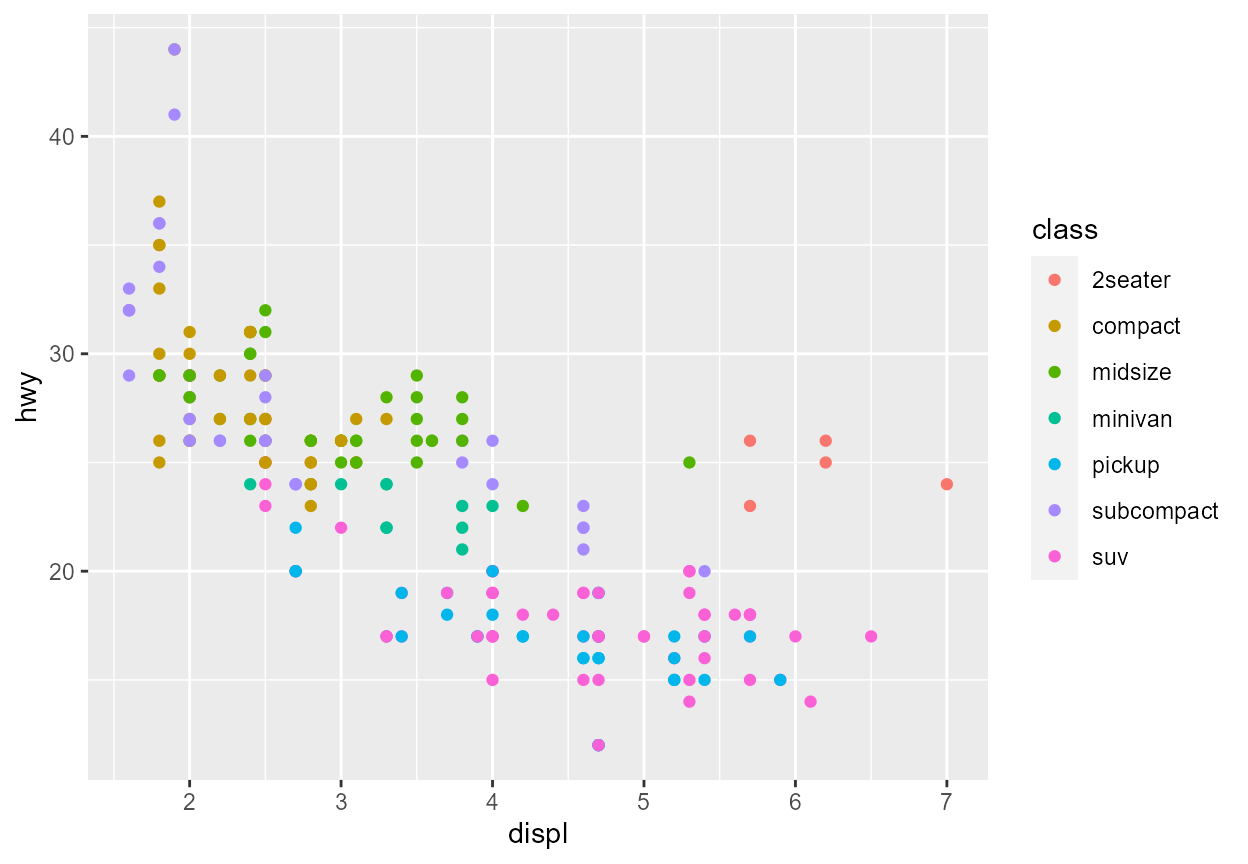 40
30
20
hwy
2 3 4 5 6 7
displ
class
2seater
compact
midsize
minivan
pickup
subcompact
suv